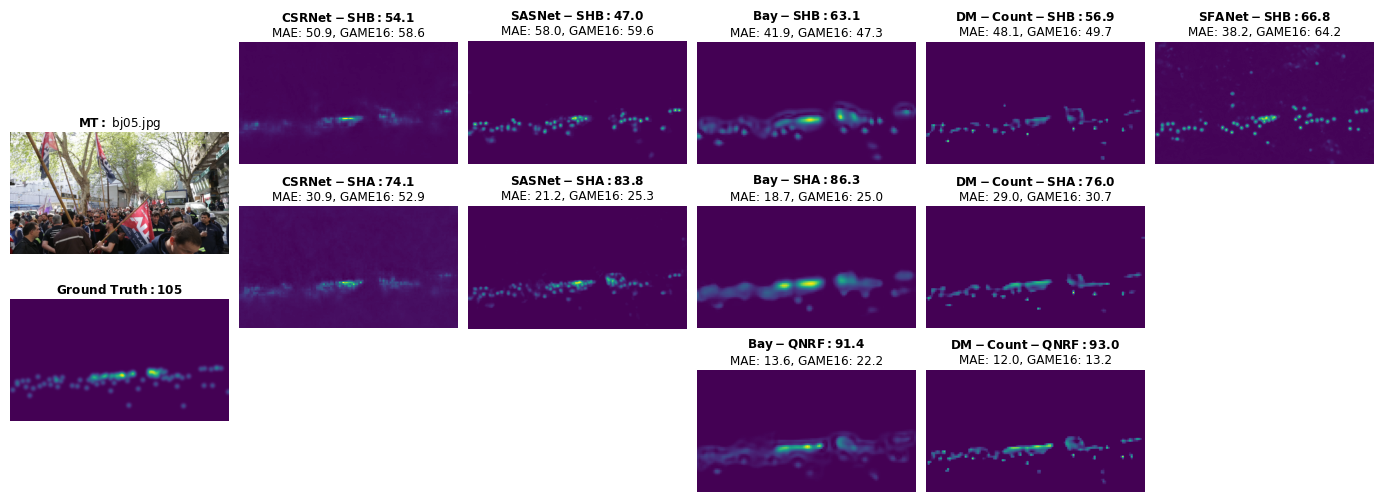 CSRNet − SHB : 54.1
MAE: 50.9, GAME16: 58.6
SASNet − SHB : 47.0
MAE: 58.0, GAME16: 59.6
Bay − SHB : 63.1
MAE: 41.9, GAME16: 47.3
DM − Count − SHB : 56.9
MAE: 48.1, GAME16: 49.7
SFANet − SHB : 66.8
MAE: 38.2, GAME16: 64.2
MT : bj05.jpg
CSRNet − SHA : 74.1
MAE: 30.9, GAME16: 52.9
SASNet − SHA : 83.8
MAE: 21.2, GAME16: 25.3
Bay − SHA : 86.3
MAE: 18.7, GAME16: 25.0
DM − Count − SHA : 76.0
MAE: 29.0, GAME16: 30.7
Ground Truth : 105
Bay − QNRF : 91.4
MAE: 13.6, GAME16: 22.2
DM − Count − QNRF : 93.0
MAE: 12.0, GAME16: 13.2